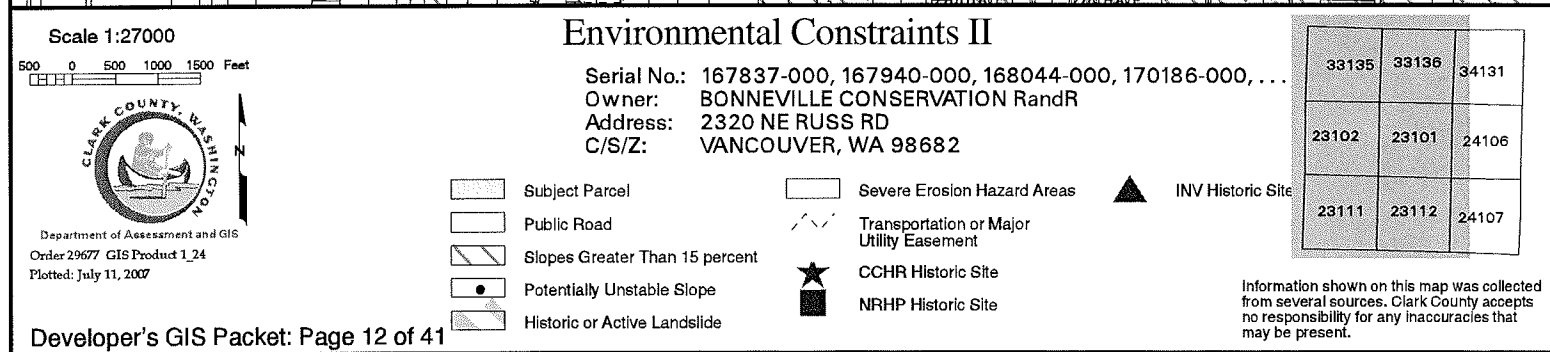 Scale 1:27000
500 0 500 1000 1500 Feet
CLARK COUNTY, WASHINGTON
N
Department of Assessment and GIS
Order 29677 GIS Product 1_24
Plotted: July 11, 2007
Developer's GIS Packet: Page 12 of 41
Environmental Constraints II
Serial No.: 167837-000, 167940-000, 168044-000, 170186-000, ...
Owner: BONNEVILLE CONSERVATION RandR
Address: 2320 NE RUSS RD
C/S/Z: VANCOUVER, WA 98682
Subject Parcel
Public Road
Slopes Greater Than 15 percent
Potentially Unstable Slope
Historic or Active Landslide
Severe Erosion Hazard Areas
Transportation or Major
Utility Easement
CCHR Historic Site
NRHP Historic Site
INV Historic Site
33135 33136 34131
23102 23101 24106
23111 23112 24107
Information shown on this map was collected
from several sources. Clark County accepts
no responsibility for any inaccuracies that
may be present.